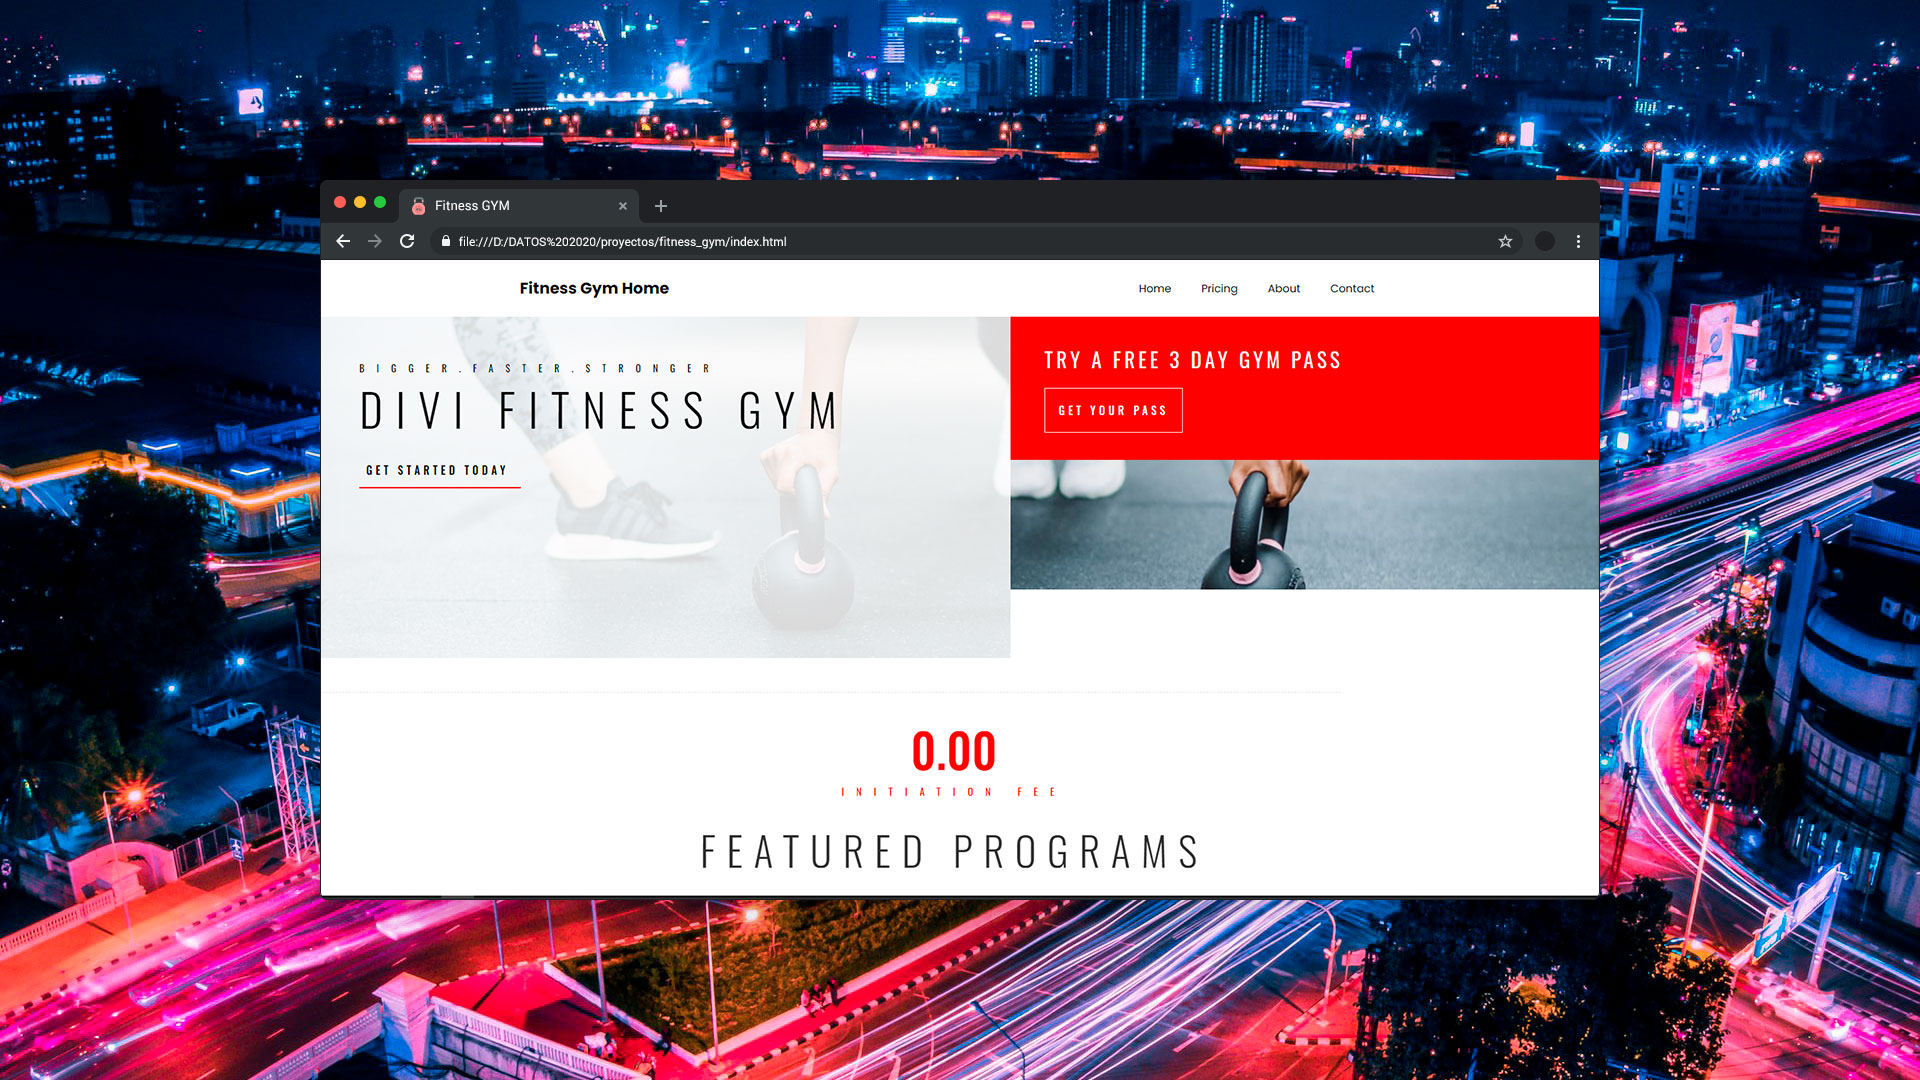 Fitness GYM
file:///D:/DATOS%202020/proyectos/fitness_gym/index.html
Fitness Gym Home
Home Pricing About Contact
BIGGER.FASTER.STRONGER
DIVI FITNESS GYM
GET STARTED TODAY
TRY A FREE 3 DAY GYM PASS
GET YOUR PASS
0.00
INITIATION FEE
FEATURED PROGRAMS